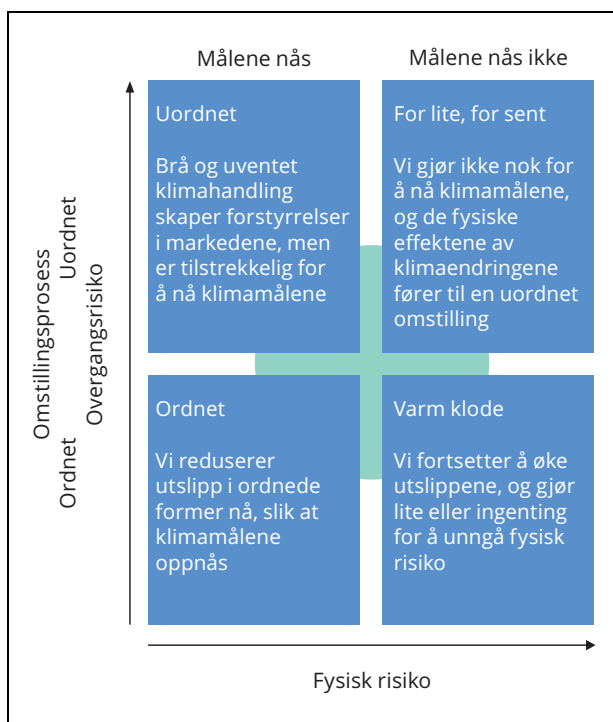 Målene nås
Målene nås ikke
Uordnet
Brå og uventet
klimahandling
skaper forstyrrelser
i markedene, men
er tilstrekkelig for
å nå klimamålene
For lite, for sent
Vi gjør ikke nok for
å nå klimamålene,
og de fysiske
effektene av
klimaendringene
fører til en uordnet
omstilling
Omstillingsprosess
Uordnet
Ordnet
Overgangsrisiko
Ordnet
Vi reduserer
utslipp i ordnede
former nå, slik at
klimamålene
oppnås
Varm klode
Vi fortsetter å øke
utslippene, og gjør
lite eller ingenting
for å unngå fysisk
risiko
Fysisk risiko